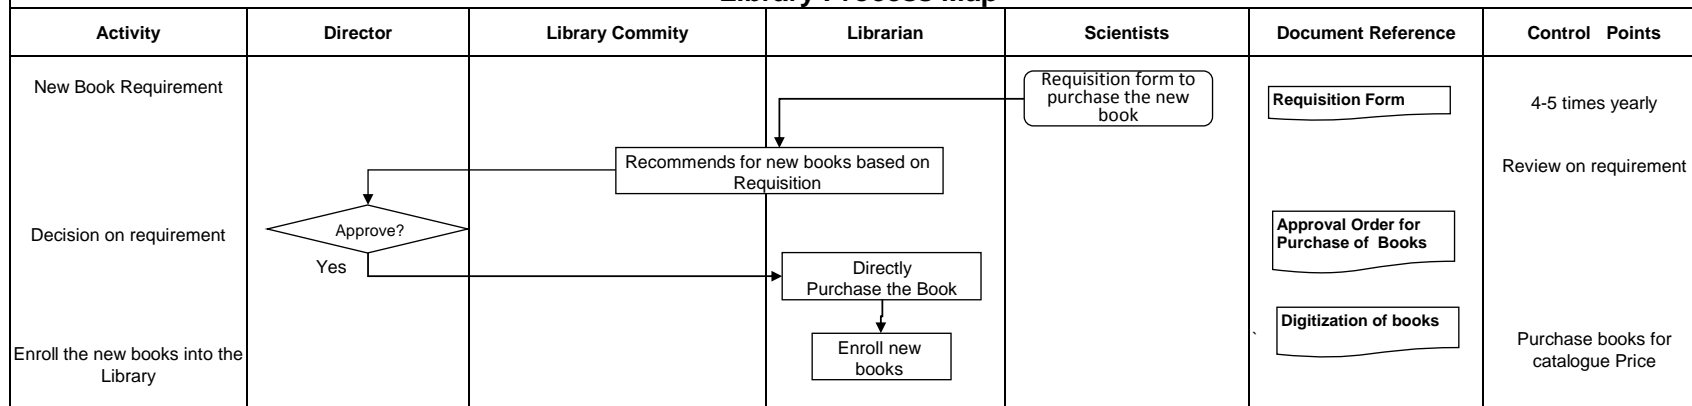 Library Process Map
Activity
Director
Library Commity
Librarian
Scientists
Document Reference
Control Points
New Book Requirement
Requisition form to
purchase the new
book
Requisition Form
4-5 times yearly
Recommends for new books based on
Requisition
Review on requirement
Decision on requirement
Approve?
Yes
Approval Order for
Purchase of Books
Directly
Purchase the Book
Digitization of books
`
Enroll the new books into the
Library
Enroll new
books
Purchase books for
catalogue Price